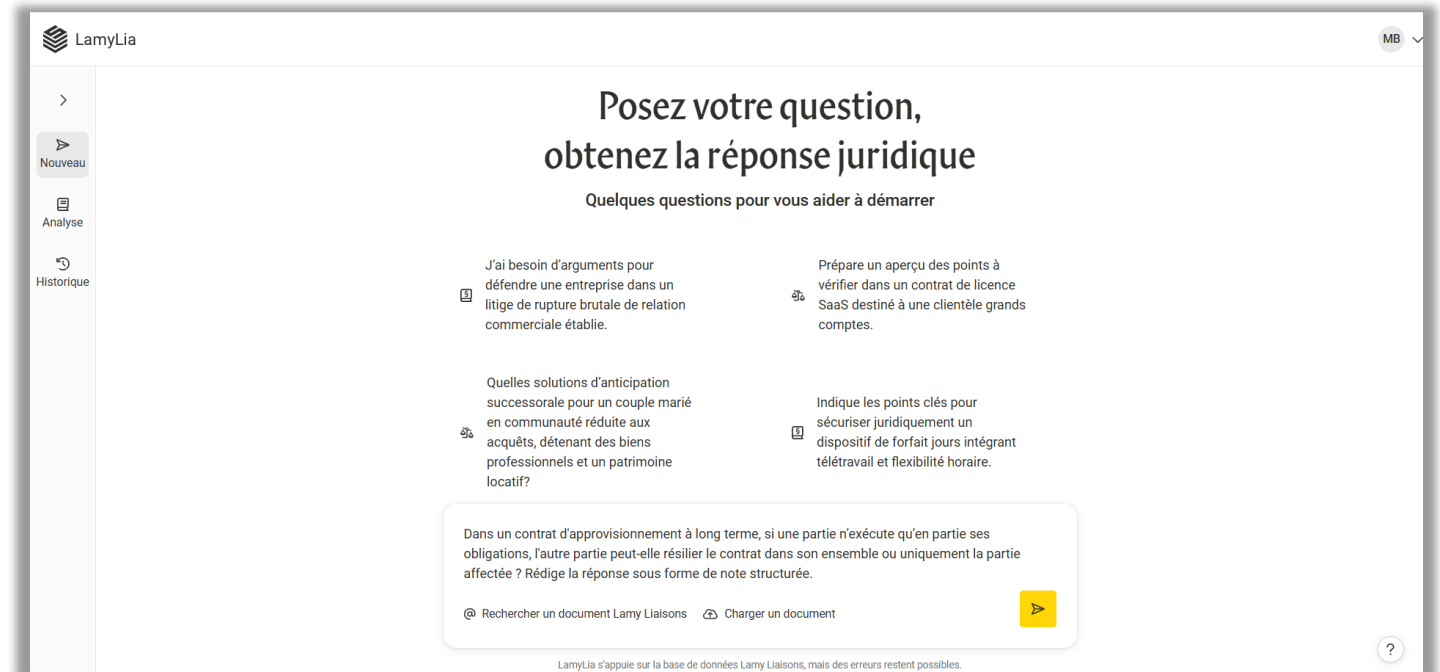 LamyLia
MB
Nouveau
Analyse
Historique
Posez votre question,
obtenez la réponse juridique
Quelques questions pour vous aider à démarrer
J'ai besoin d'arguments pour
défendre une entreprise dans un
litige de rupture brutale de relation
commerciale établie.
Prépare un aperçu des points à
vérifier dans un contrat de licence
SaaS destiné à une clientèle grands
comptes.
Quelles solutions d'anticipation
successorale pour un couple marié
en communauté réduite aux
acquêts, détenant des biens
professionnels et un patrimoine
locatif?
Indique les points clés pour
sécuriser juridiquement un
dispositif de forfait jours intégrant
télétravail et flexibilité horaire.
Dans un contrat d'approvisionnement à long terme, si une partie n'exécute qu'en partie ses
obligations, l'autre partie peut-elle résilier le contrat dans son ensemble ou uniquement la partie
affectée ? Rédige la réponse sous forme de note structurée.
@ Rechercher un document Lamy Liaisons Charger un document
?
LamyLia s'appuie sur la base de données Lamy Liaisons, mais des erreurs restent possibles.